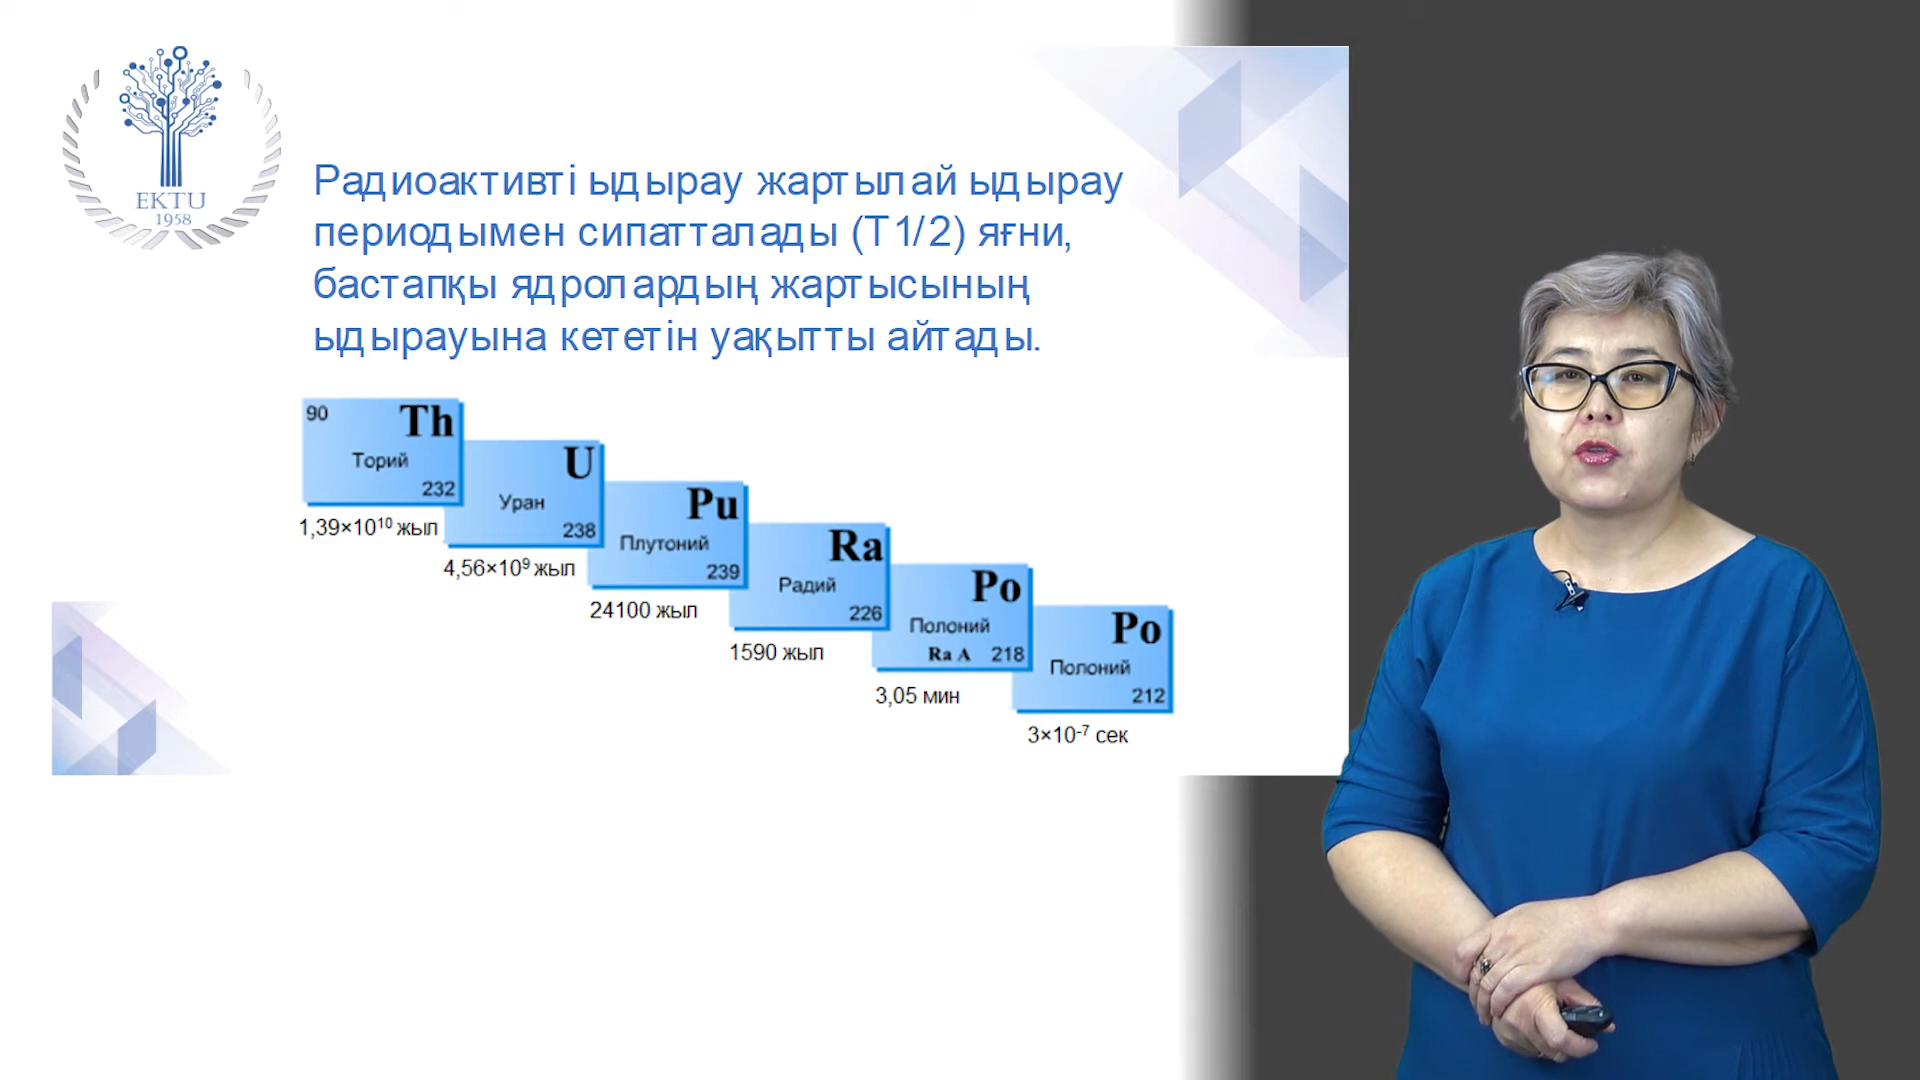 EKTU
1958
Радиоактивті ыдырау жартылай ыдырау
периодымен сипатталады (T1/2) яғни,
бастапқы ядролардың жартысының
ыдырауына кететін уақытты айтады.
90 Th
Торий
232
1,39×10¹⁰ жыл
U
Уран
238
4,56×10⁹ жыл
Pu
Плутоний
239
24100 жыл
Ra
Радий
226
1590 жыл
Po
Полоний
Ra A 218
3,05 мин
Po
Полоний
212
3×10⁻⁷ сек